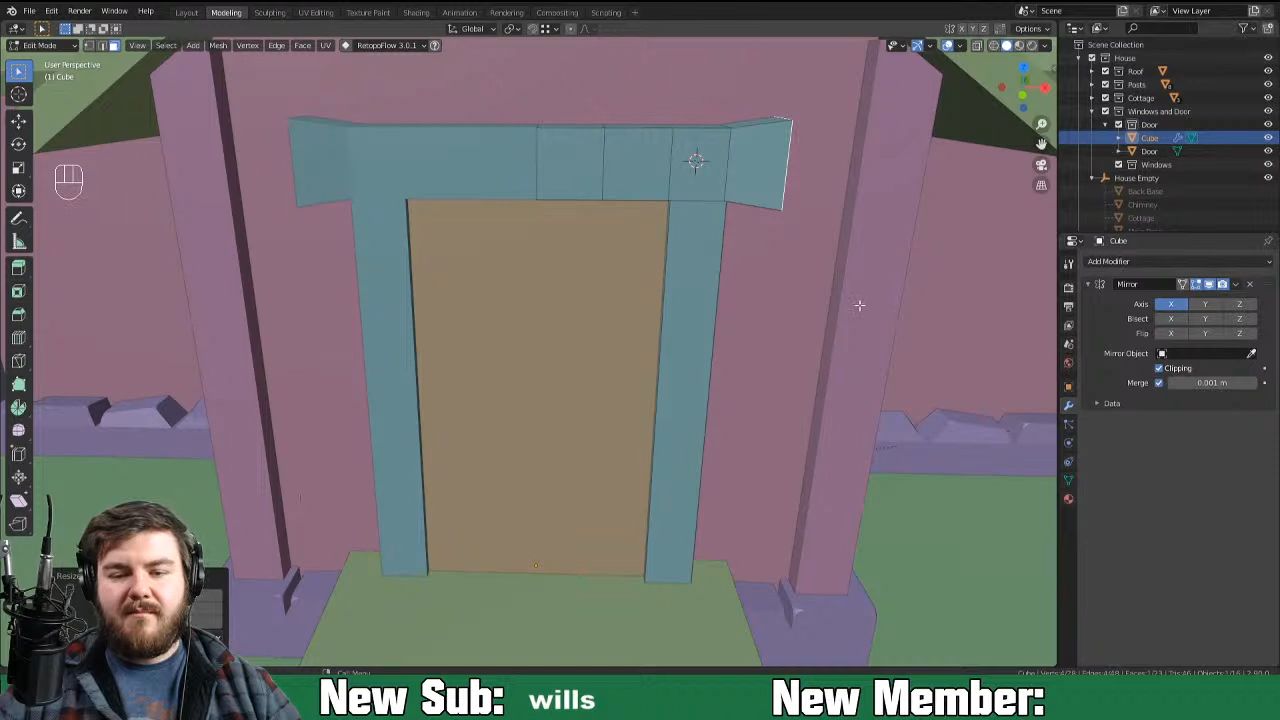 File Edit Render Window Help Layout Modeling Sculpting UV Editing Texture Paint Shading Animation Rendering Compositing Scripting + Scene View Layer
Global Options
Edit Mode View Select Add Mesh Vertex Edge Face UV RetopoFlow 3.0.1
User Perspective
(1) Cube
X Y Z
Scene Collection
House
Roof
Posts
Cottage
Windows and Door
Door
Cube
Door
Windows
House Empty
Back Base
Chimney
Cottage
Cube
Add Modifier
Mirror
Axis X Y Z
Bisect X Y Z
Flip X Y Z
Mirror Object
Clipping
Merge 0.001 m
Data
Resize
Call Menu
New Sub: wills
New Member: